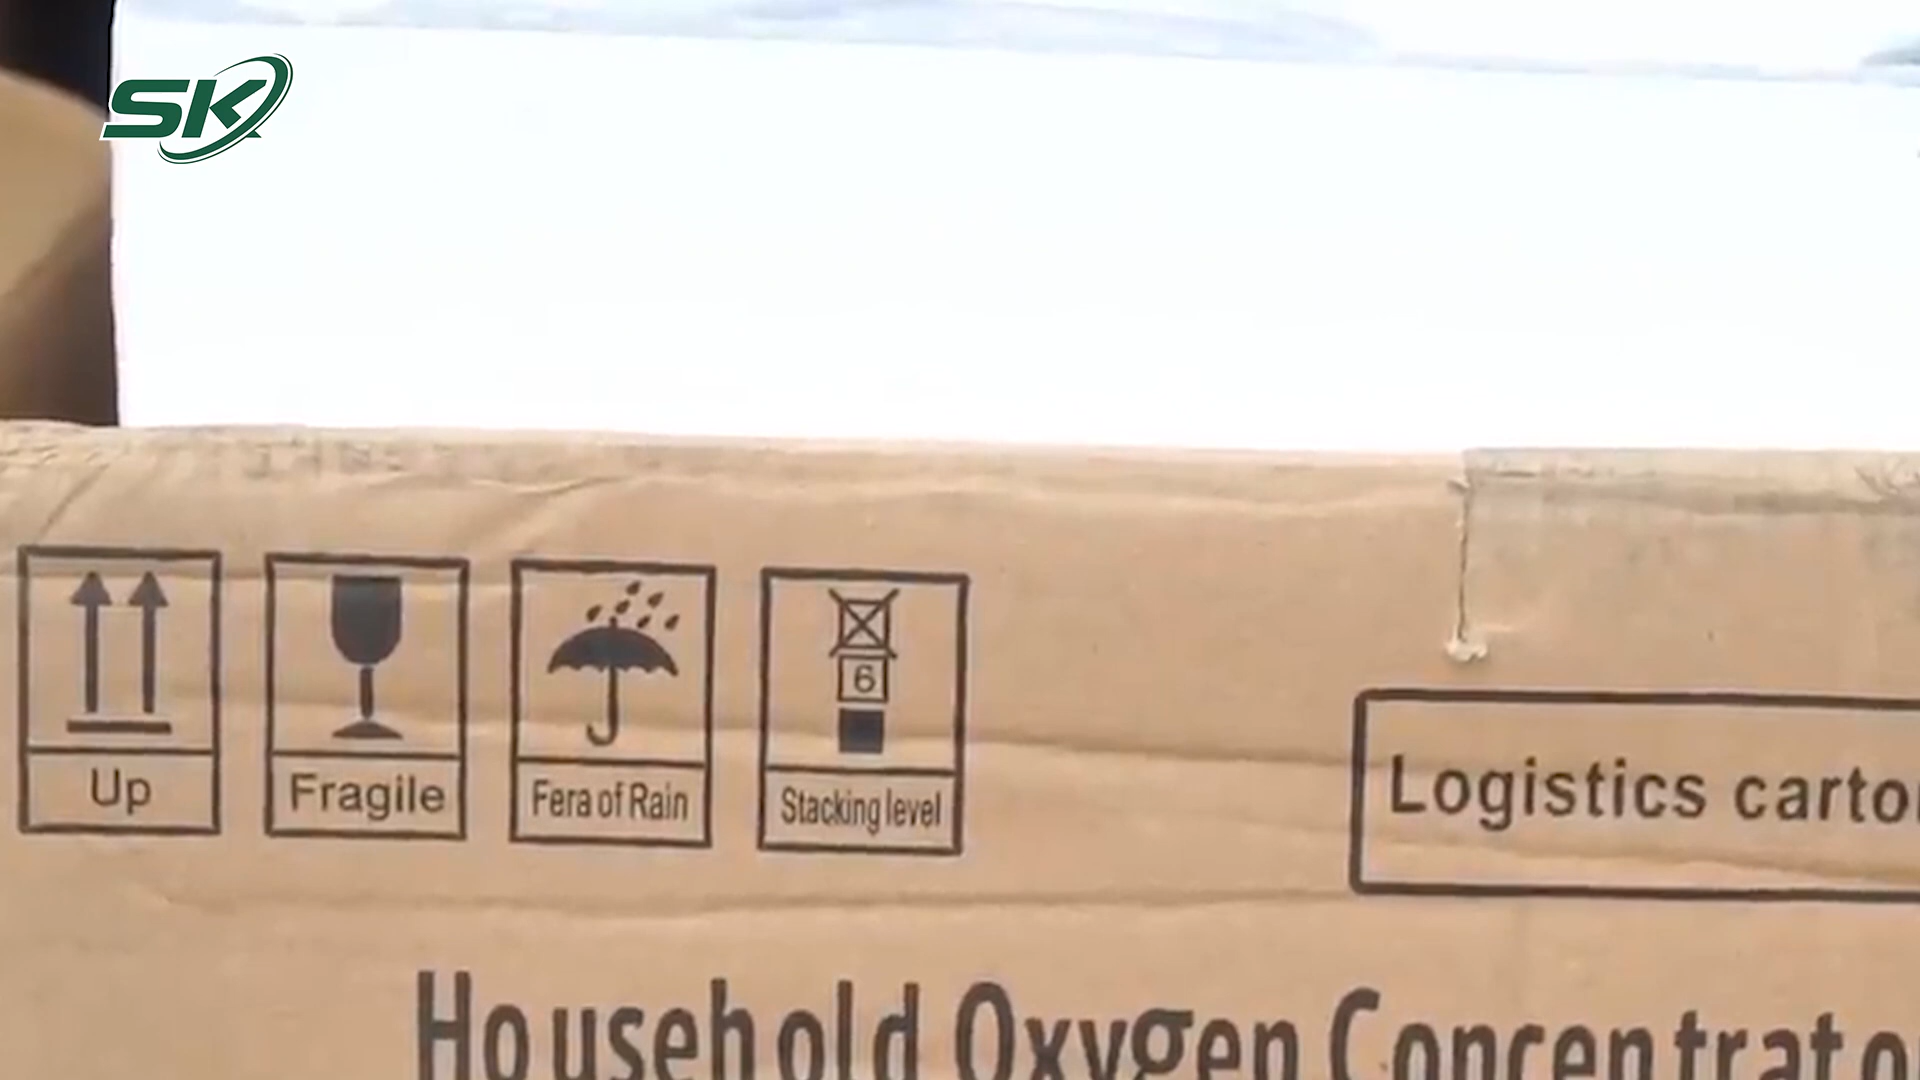 SK
6
Up
Fragile
Fera of Rain
Stacking level
Logistics carto
Household Oxygen Concentrato